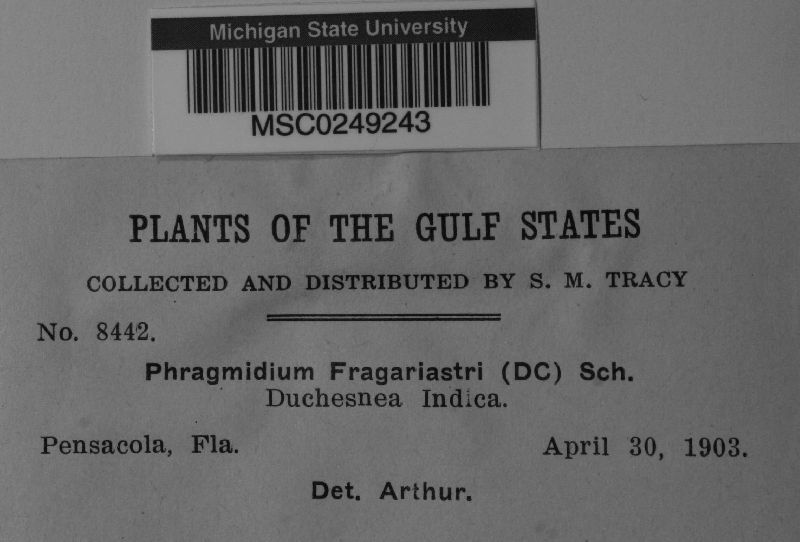 Michigan State University
MSC0249243
PLANTS OF THE GULF STATES
COLLECTED AND DISTRIBUTED BY S. M. TRACY
No. 8442.
Phragmidium Fragariastri (DC) Sch.
Duchesnea Indica.
Pensacola, Fla. April 30, 1903.
Det. Arthur.